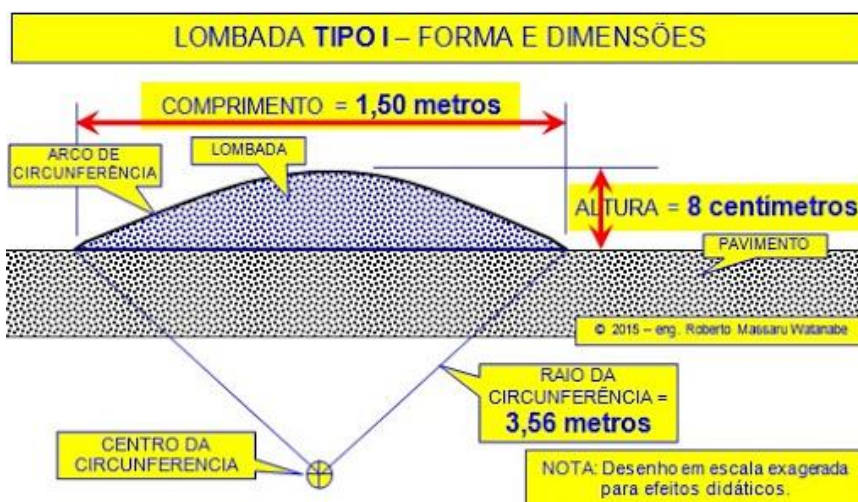 LOMBADA TIPO I – FORMA E DIMENSÕES
COMPRIMENTO = 1,50 metros
ARCO DE
CIRCUNFERÊNCIA
LOMBADA
ALTURA = 8 centímetros
PAVIMENTO
© 2015 – eng. Roberto Massaru Watanabe
RAIO DA
CIRCUNFERÊNCIA =
3,56 metros
CENTRO DA
CIRCUNFERENCIA
NOTA: Desenho em escala exagerada
para efeitos didáticos.